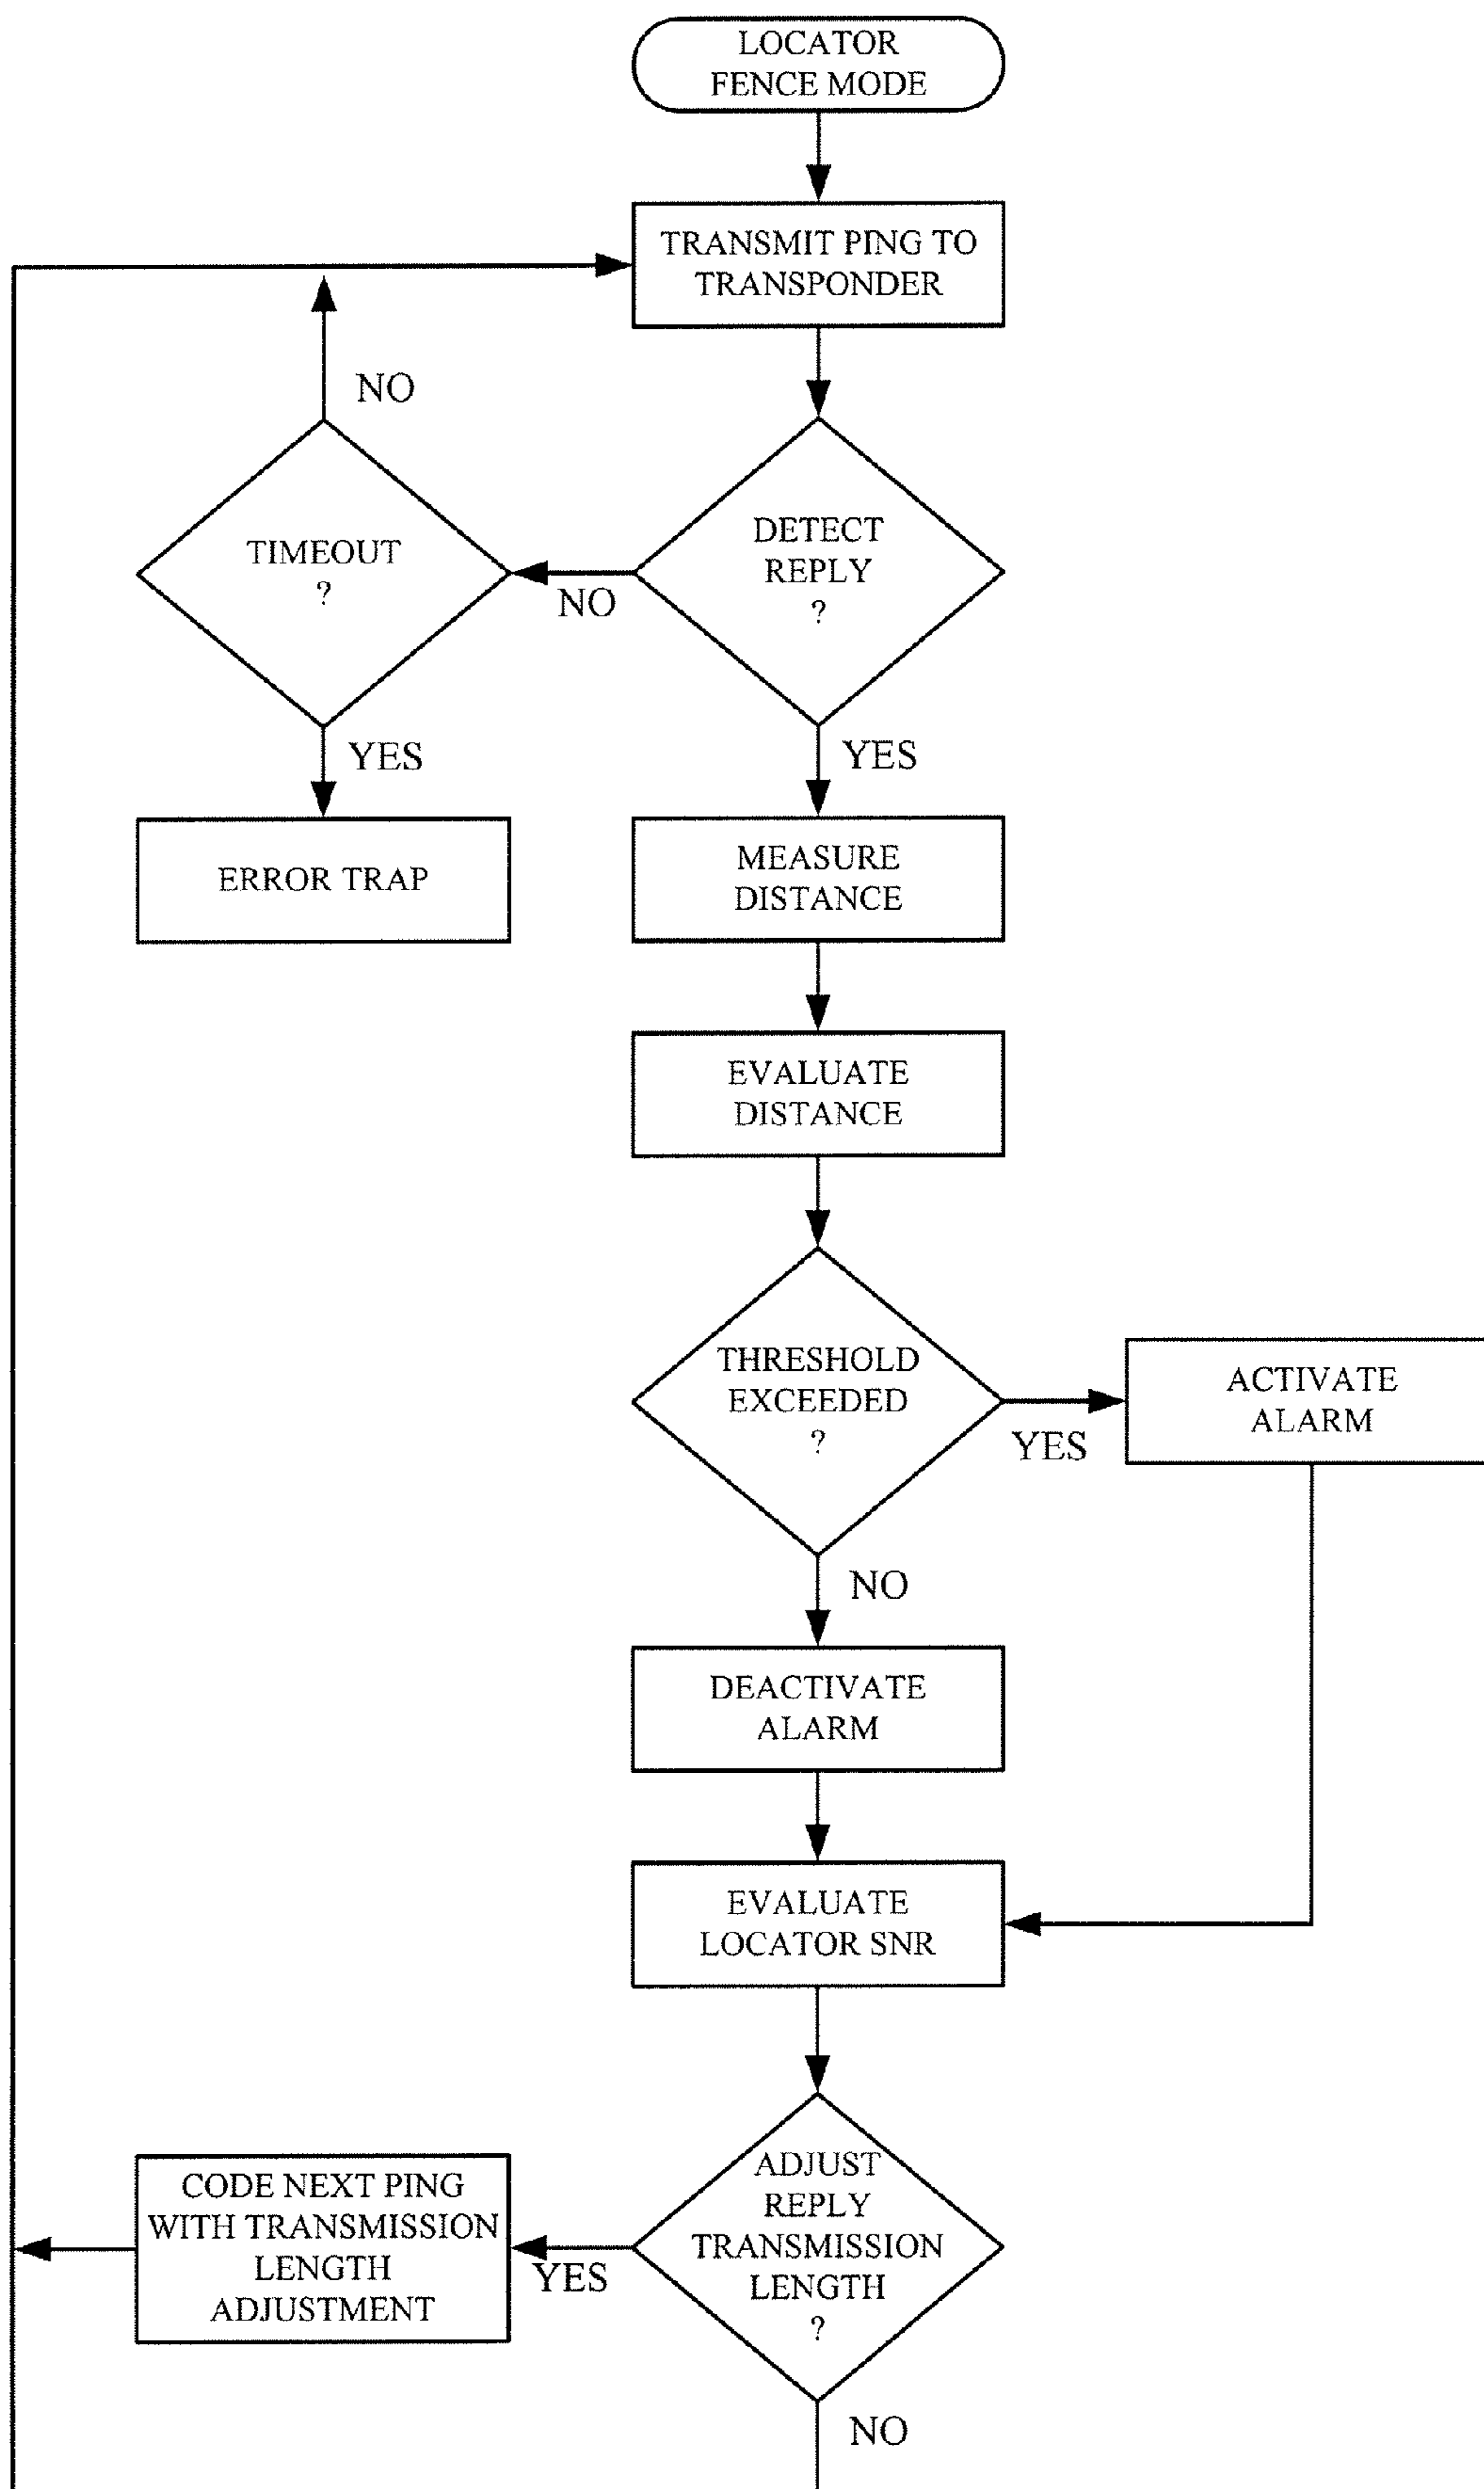 LOCATOR
FENCE MODE
TRANSMIT PING TO
TRANSPONDER
NO
TIMEOUT
?
NO
DETECT
REPLY
?
YES
YES
ERROR TRAP
MEASURE
DISTANCE
EVALUATE
DISTANCE
THRESHOLD
EXCEEDED
?
YES
ACTIVATE
ALARM
NO
DEACTIVATE
ALARM
EVALUATE
LOCATOR SNR
ADJUST
REPLY
TRANSMISSION
LENGTH
?
YES
CODE NEXT PING
WITH TRANSMISSION
LENGTH
ADJUSTMENT
NO